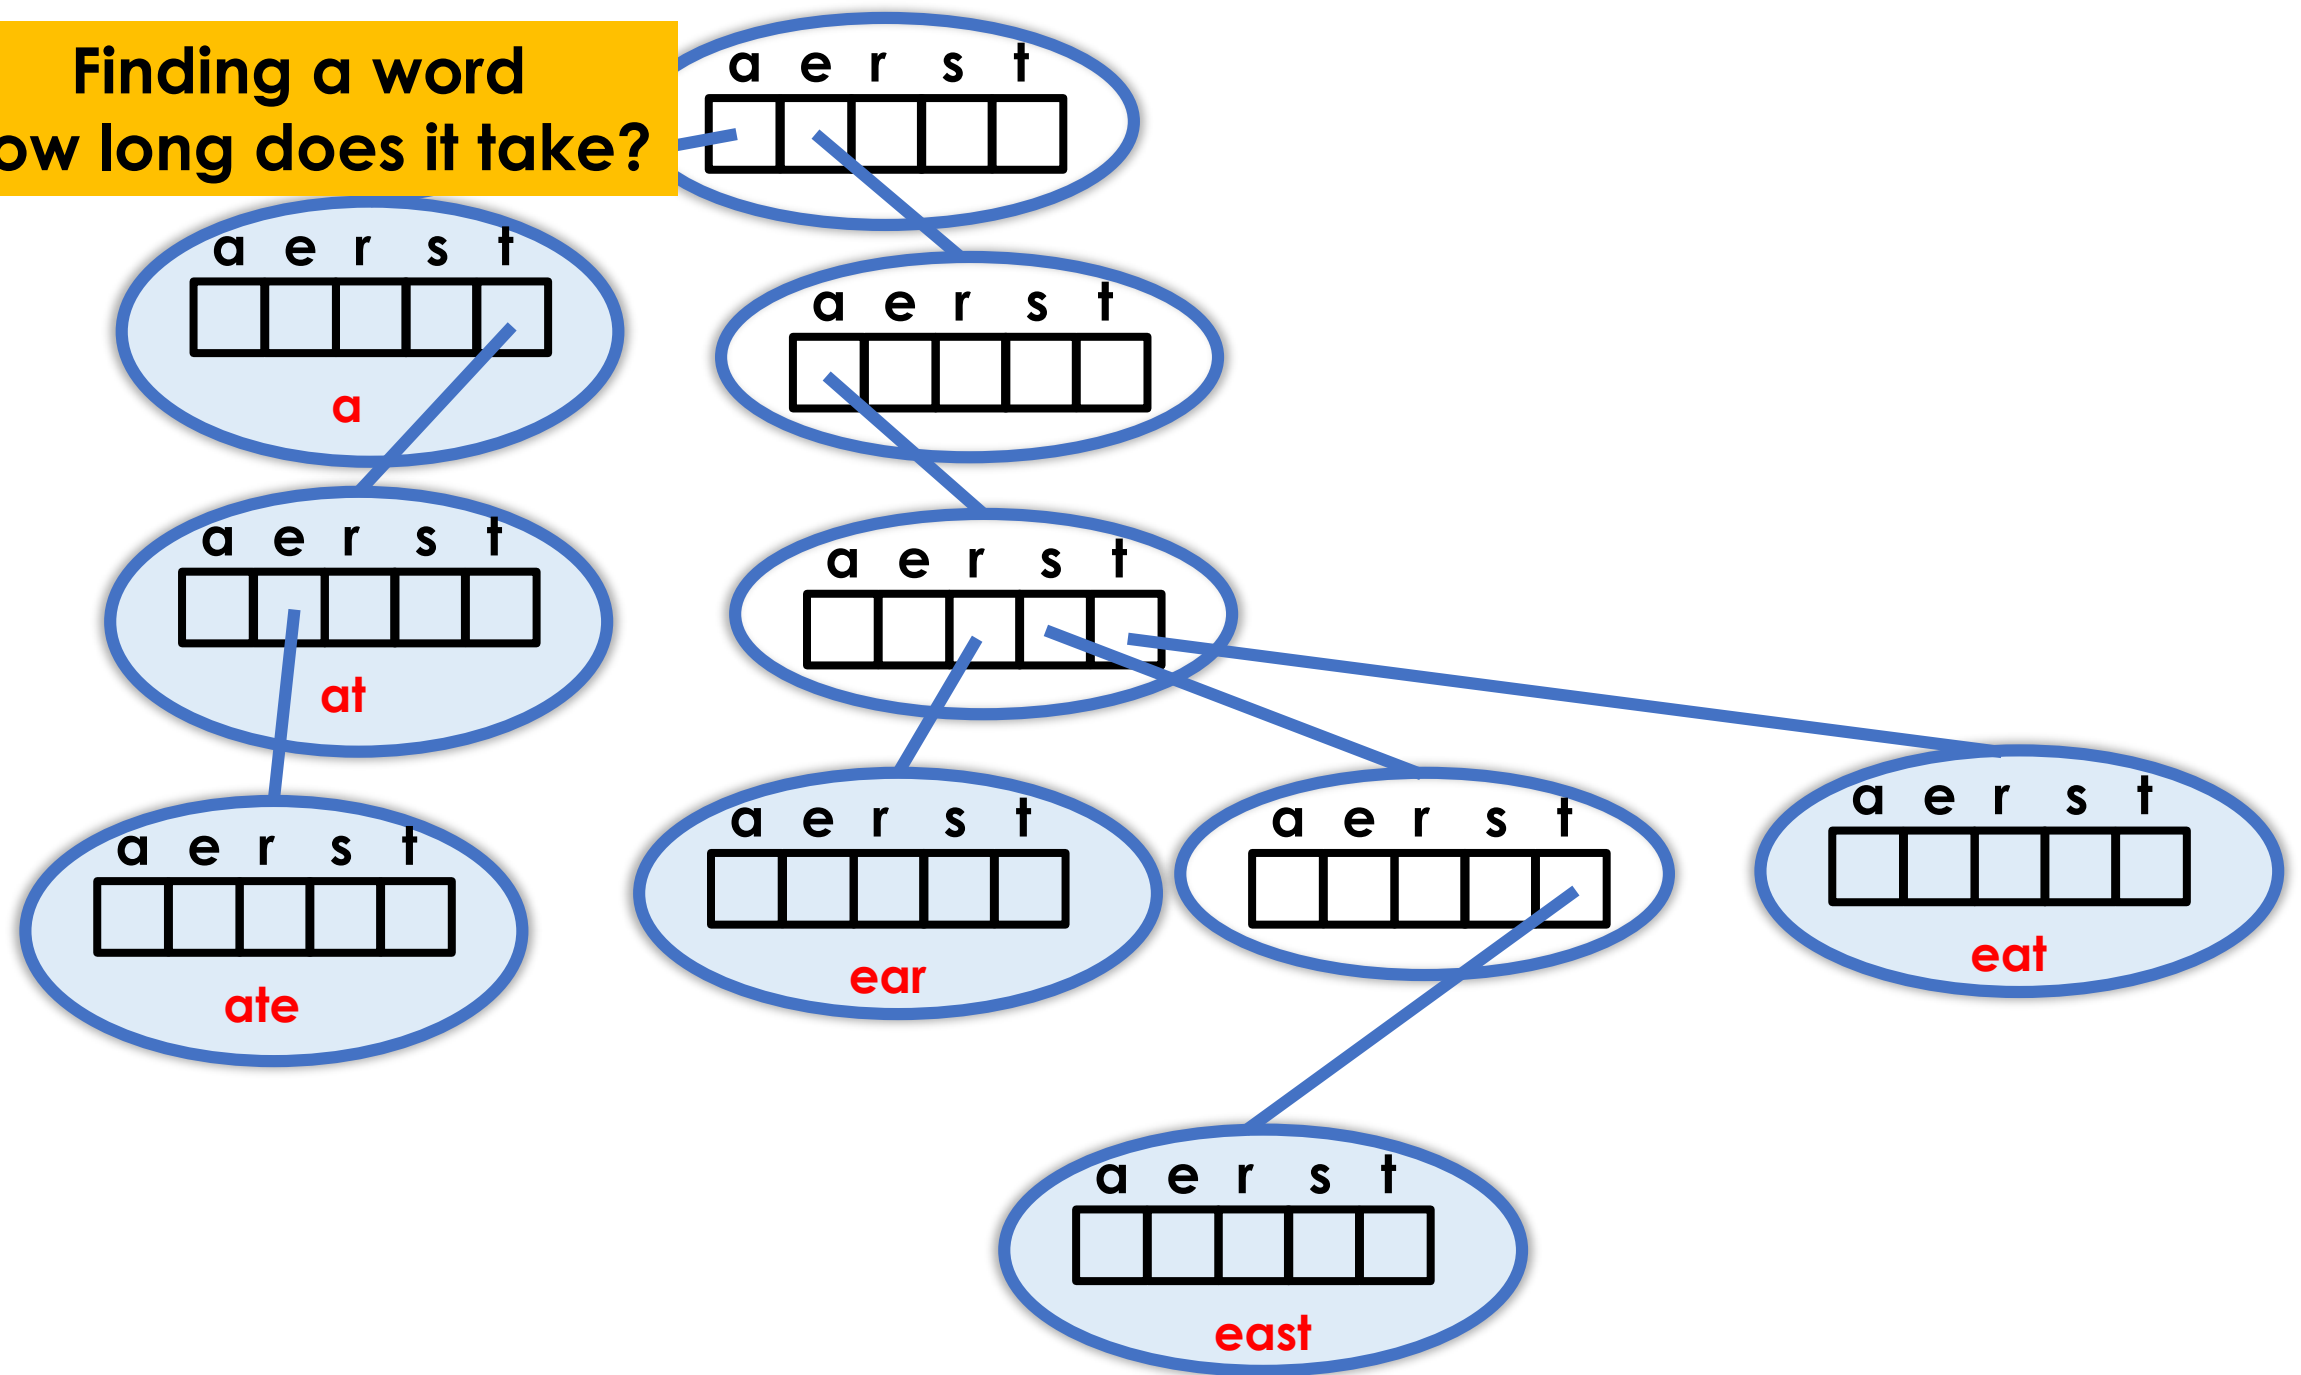 Finding a word
ow long does it take?
a e r s t
a e r s t
a
a e r s t
a e r s t
at
a e r s t
a e r s t
ate
a e r s t
ear
a e r s t
a e r s t
eat
a e r s t
east